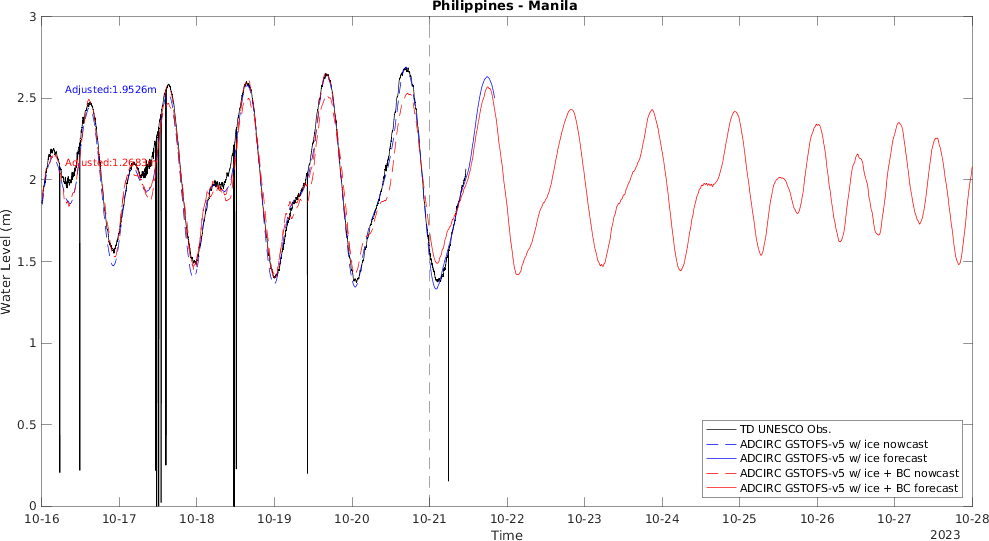 Philippines - Manila
3
2.5
2
1.5
1
0.5
0
Water Level (m)
Adjusted:1.9526m
Adjusted:1.2683m
TD UNESCO Obs.
ADCIRC GSTOFS-v5 w/ ice nowcast
ADCIRC GSTOFS-v5 w/ ice forecast
ADCIRC GSTOFS-v5 w/ ice + BC nowcast
ADCIRC GSTOFS-v5 w/ ice + BC forecast
10-16 10-17 10-18 10-19 10-20 10-21 10-22 10-23 10-24 10-25 10-26 10-27 10-28
Time
2023